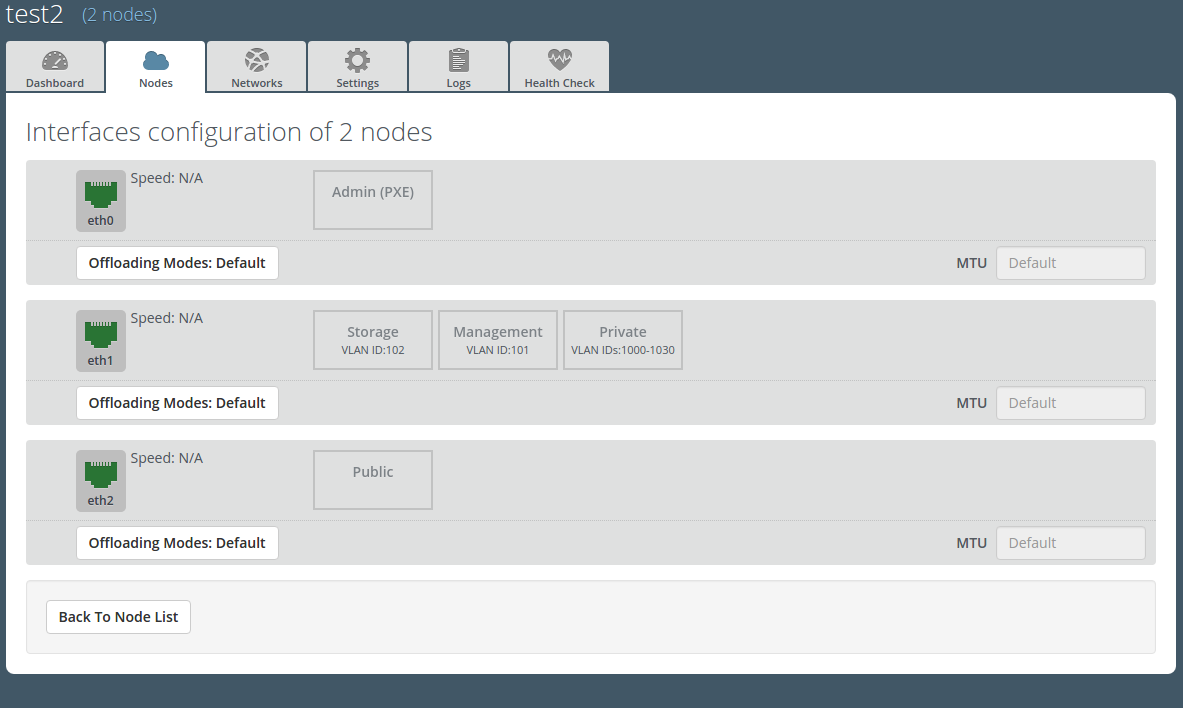 test2 (2 nodes)
Dashboard Nodes Networks Settings Logs Health Check
Interfaces configuration of 2 nodes
Speed: N/A
Admin (PXE)
eth0
Offloading Modes: Default MTU Default
Speed: N/A
Storage Management Private
VLAN ID:102 VLAN ID:101 VLAN IDs:1000-1030
eth1
Offloading Modes: Default MTU Default
Speed: N/A
Public
eth2
Offloading Modes: Default MTU Default
Back To Node List